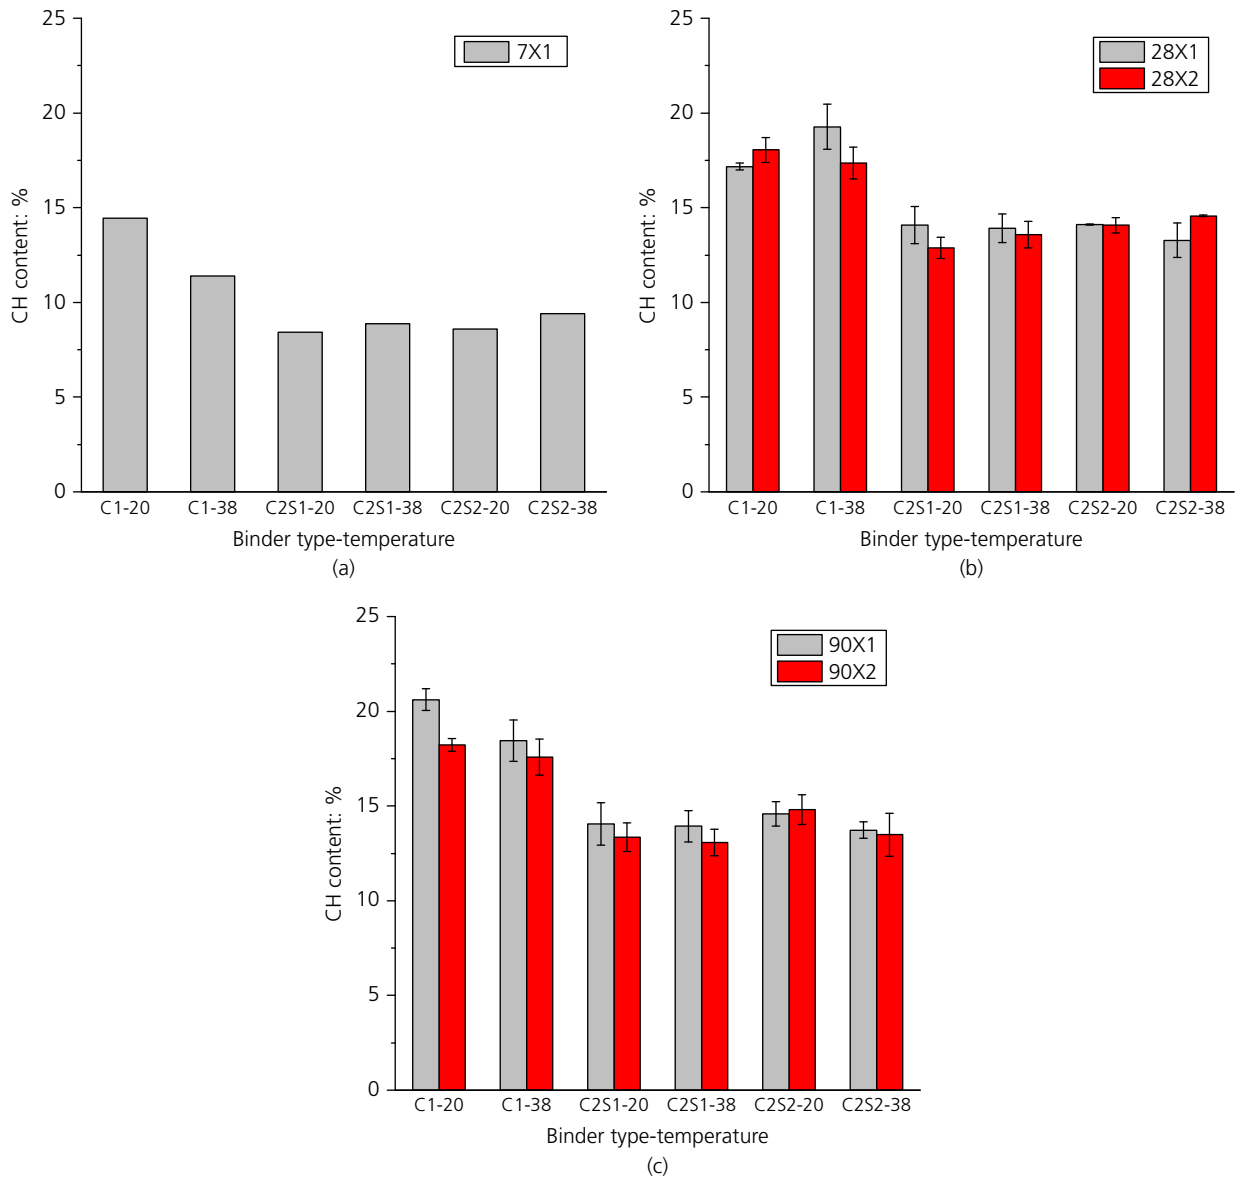 25
20
15
10
5
0
CH content: %
7X1
C1-20 C1-38 C2S1-20 C2S1-38 C2S2-20 C2S2-38
Binder type-temperature
(a)
25
20
15
10
5
0
CH content: %
28X1
28X2
C1-20 C1-38 C2S1-20 C2S1-38 C2S2-20 C2S2-38
Binder type-temperature
(b)
25
20
15
10
5
0
CH content: %
90X1
90X2
C1-20 C1-38 C2S1-20 C2S1-38 C2S2-20 C2S2-38
Binder type-temperature
(c)